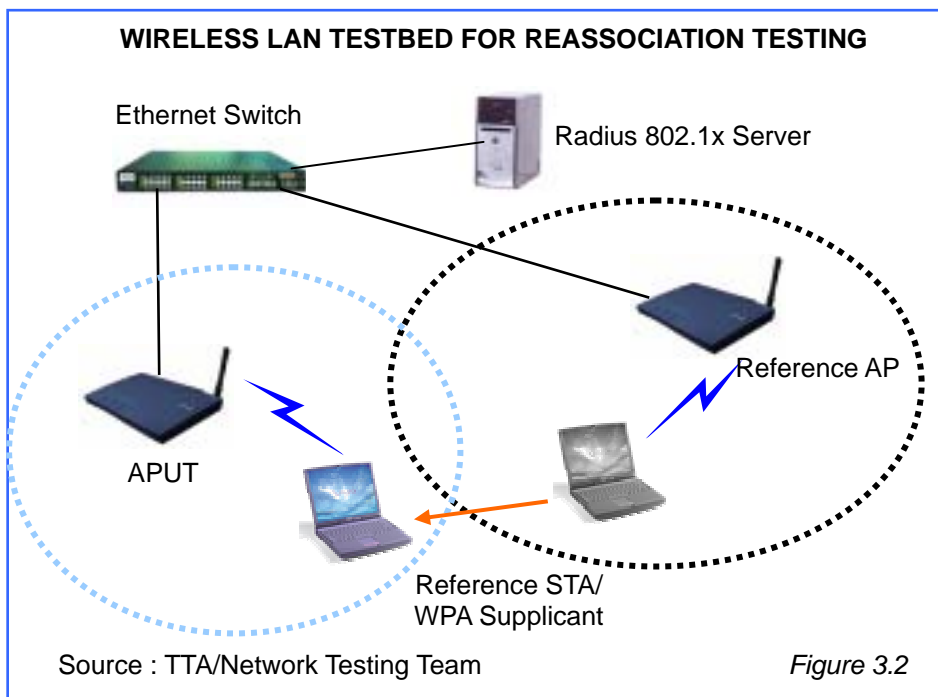 WIRELESS LAN TESTBED FOR REASSOCIATION TESTING
Ethernet Switch
Radius 802.1x Server
Reference AP
APUT
Reference STA/
WPA Supplicant
Source : TTA/Network Testing Team
Figure 3.2